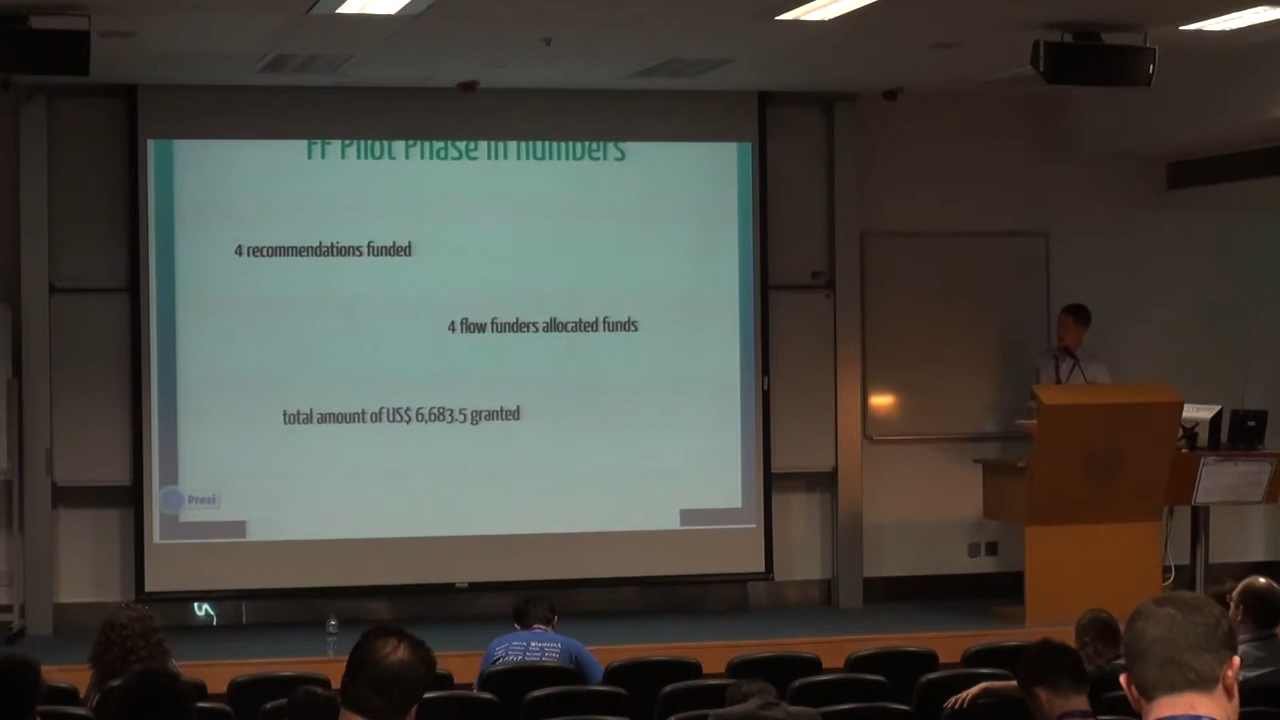 FF Pilot Phase in numbers
4 recommendations funded
4 flow funders allocated funds
total amount of US$ 6,683.5 granted
Prezi
WIKIPEDIA